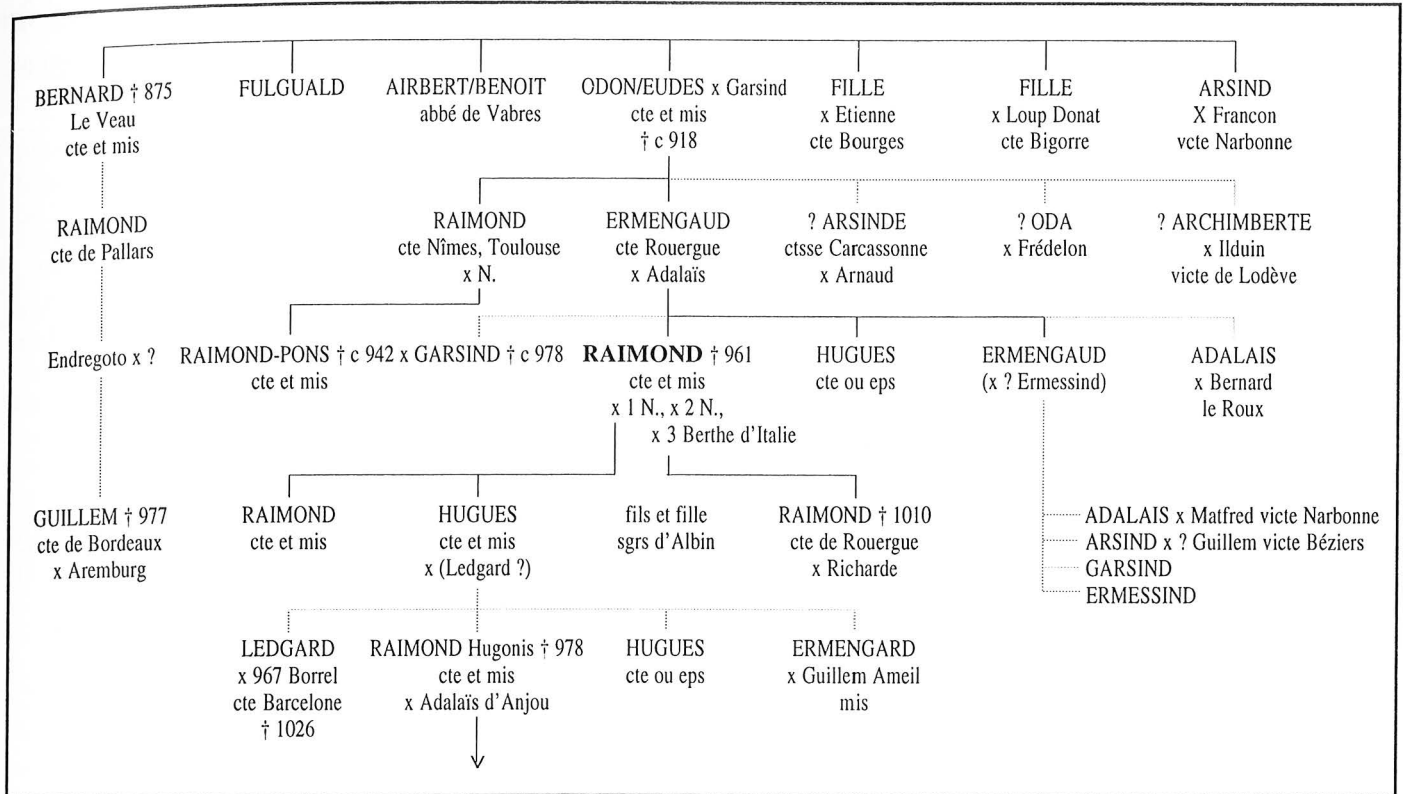 BERNARD † 875
Le Veau
cte et mis
FULGUALD
AIRBERT/BENOIT
abbé de Vabres
ODON/EUDES x Garsind
cte et mis
† c 918
FILLE
x Etienne
cte Bourges
FILLE
x Loup Donat
cte Bigorre
ARSIND
X Francon
vcte Narbonne
RAIMOND
cte de Pallars
RAIMOND
cte Nîmes, Toulouse
x N.
ERMENGAUD
cte Rouergue
x Adalaïs
? ARSINDE
ctsse Carcassonne
x Arnaud
? ODA
x Frédelon
? ARCHIMBERTE
x Ilduin
victe de Lodève
Endregoto x ?
RAIMOND-PONS † c 942 x GARSIND † c 978
cte et mis
RAIMOND † 961
cte et mis
x 1 N., x 2 N.,
x 3 Berthe d'Italie
HUGUES
cte ou eps
ERMENGAUD
(x ? Ermessind)
ADALAIS
x Bernard
le Roux
GUILLEM † 977
cte de Bordeaux
x Aremburg
RAIMOND
cte et mis
HUGUES
cte et mis
x (Ledgard ?)
fils et fille
sgrs d'Albin
RAIMOND † 1010
cte de Rouergue
x Richarde
ADALAIS x Matfred victe Narbonne
ARSIND x ? Guillem victe Béziers
GARSIND
ERMESSIND
LEDGARD
x 967 Borrel
cte Barcelone
† 1026
RAIMOND Hugonis † 978
cte et mis
x Adalaïs d'Anjou
HUGUES
cte ou eps
ERMENGARD
x Guillem Ameil
mis